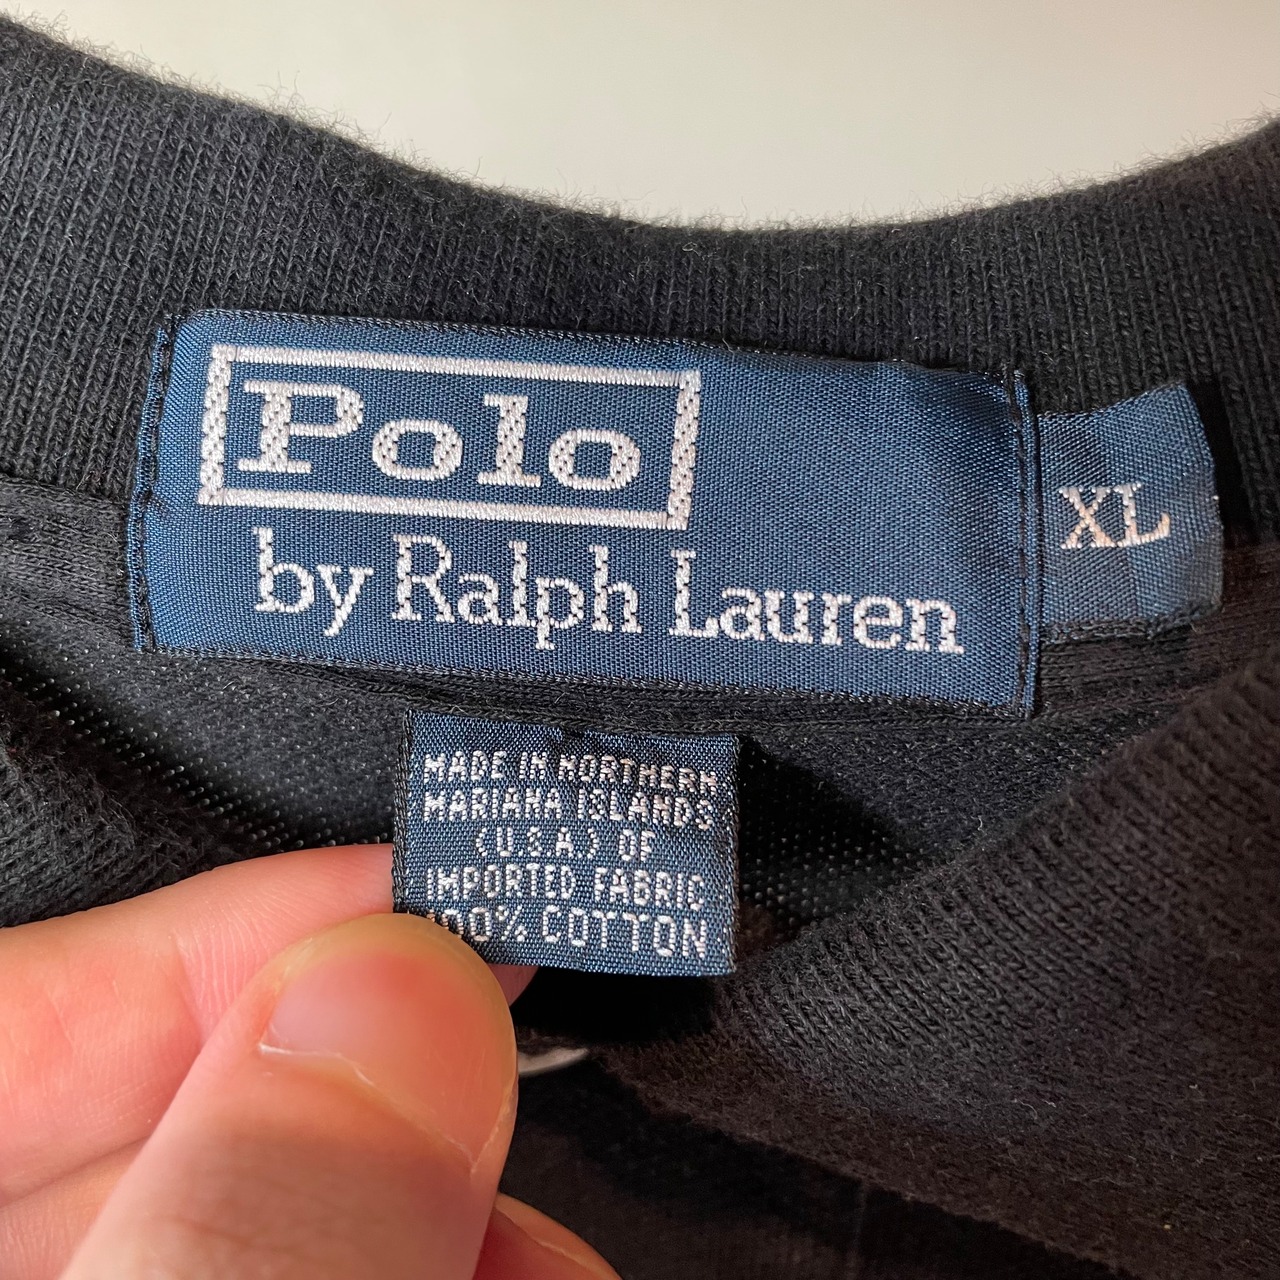 Polo
by Ralph Lauren
XL
MADE IN NORTHERN
MARIANA ISLANDS
(U.S.A.) OF
IMPORTED FABRIC
100% COTTON